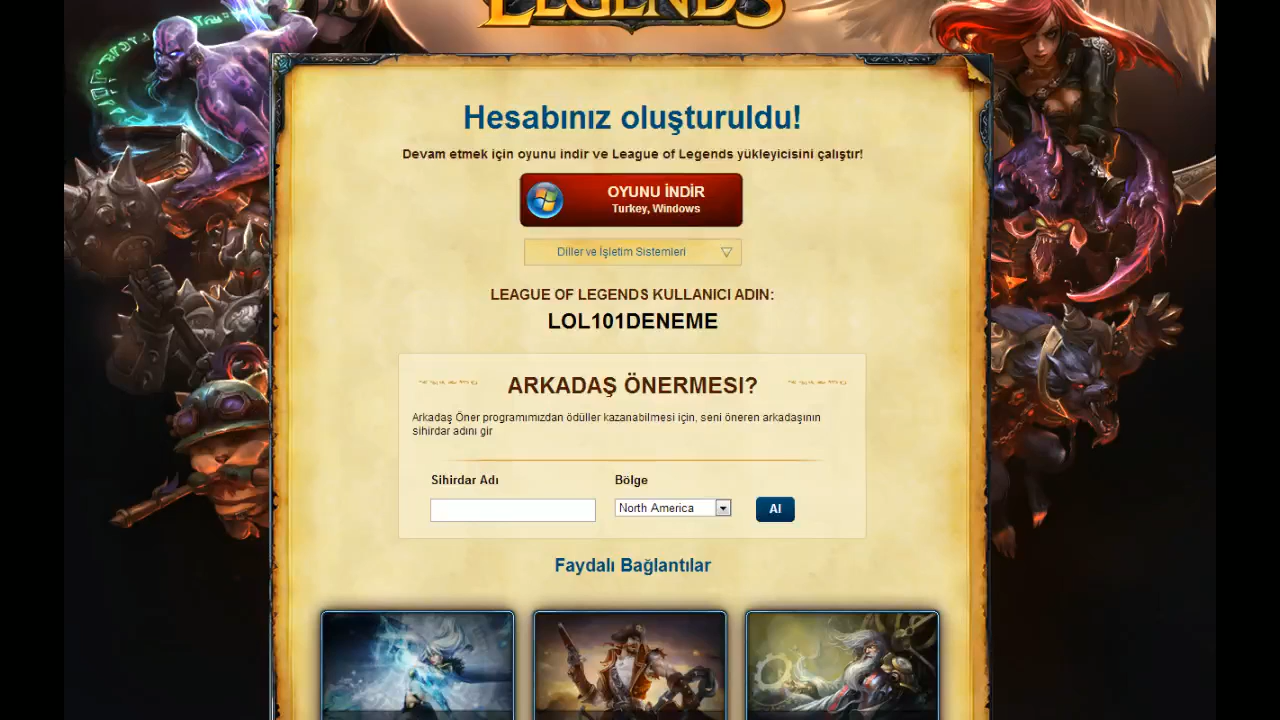 LEGENDS
Hesabınız oluşturuldu!
Devam etmek için oyunu indir ve League of Legends yükleyicisini çalıştır!
OYUNU İNDİR
Turkey, Windows
Diller ve İşletim Sistemleri
LEAGUE OF LEGENDS KULLANICI ADIN:
LOL101DENEME
ARKADAŞ ÖNERMESI?
Arkadaş Öner programımızdan ödüller kazanabilmesi için, seni öneren arkadaşının
sihirdar adını gir
Sihirdar Adı Bölge
North America Al
Faydalı Bağlantılar